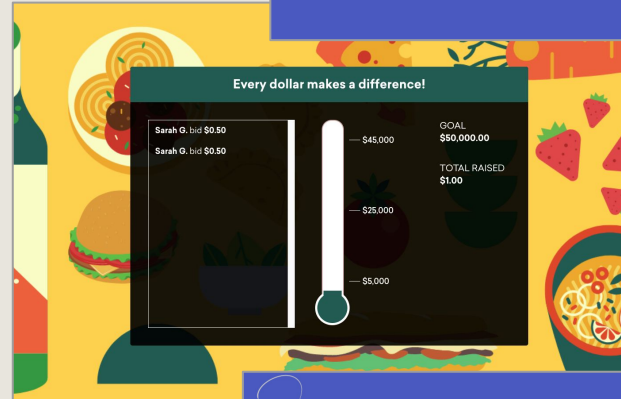 Every dollar makes a difference!
Sarah G. bid $0.50
Sarah G. bid $0.50
$45,000
$25,000
$5,000
GOAL
$50,000.00
TOTAL RAISED
$1.00